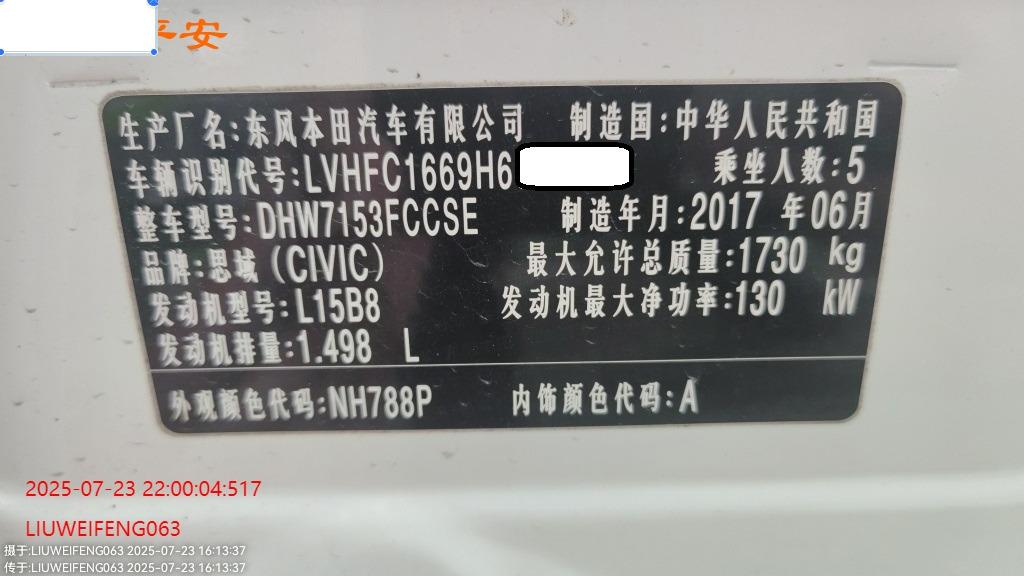 平安
生产厂名:东风本田汽车有限公司 制造国:中华人民共和国
车辆识别代号:LVHFC1669H6 乘坐人数:5
整车型号:DHW7153FCCSE 制造年月:2017 年06月
品牌:思域(CIVIC) 最大允许总质量:1730 kg
发动机型号:L15B8 发动机最大净功率:130 kW
发动机排量:1.498 L
外观颜色代码:NH788P 内饰颜色代码:A
2025-07-23 22:00:04:517
LIUWEIFENG063
摄于:LIUWEIFENG063 2025-07-23 16:13:37
传于:LIUWEIFENG063 2025-07-23 16:13:37